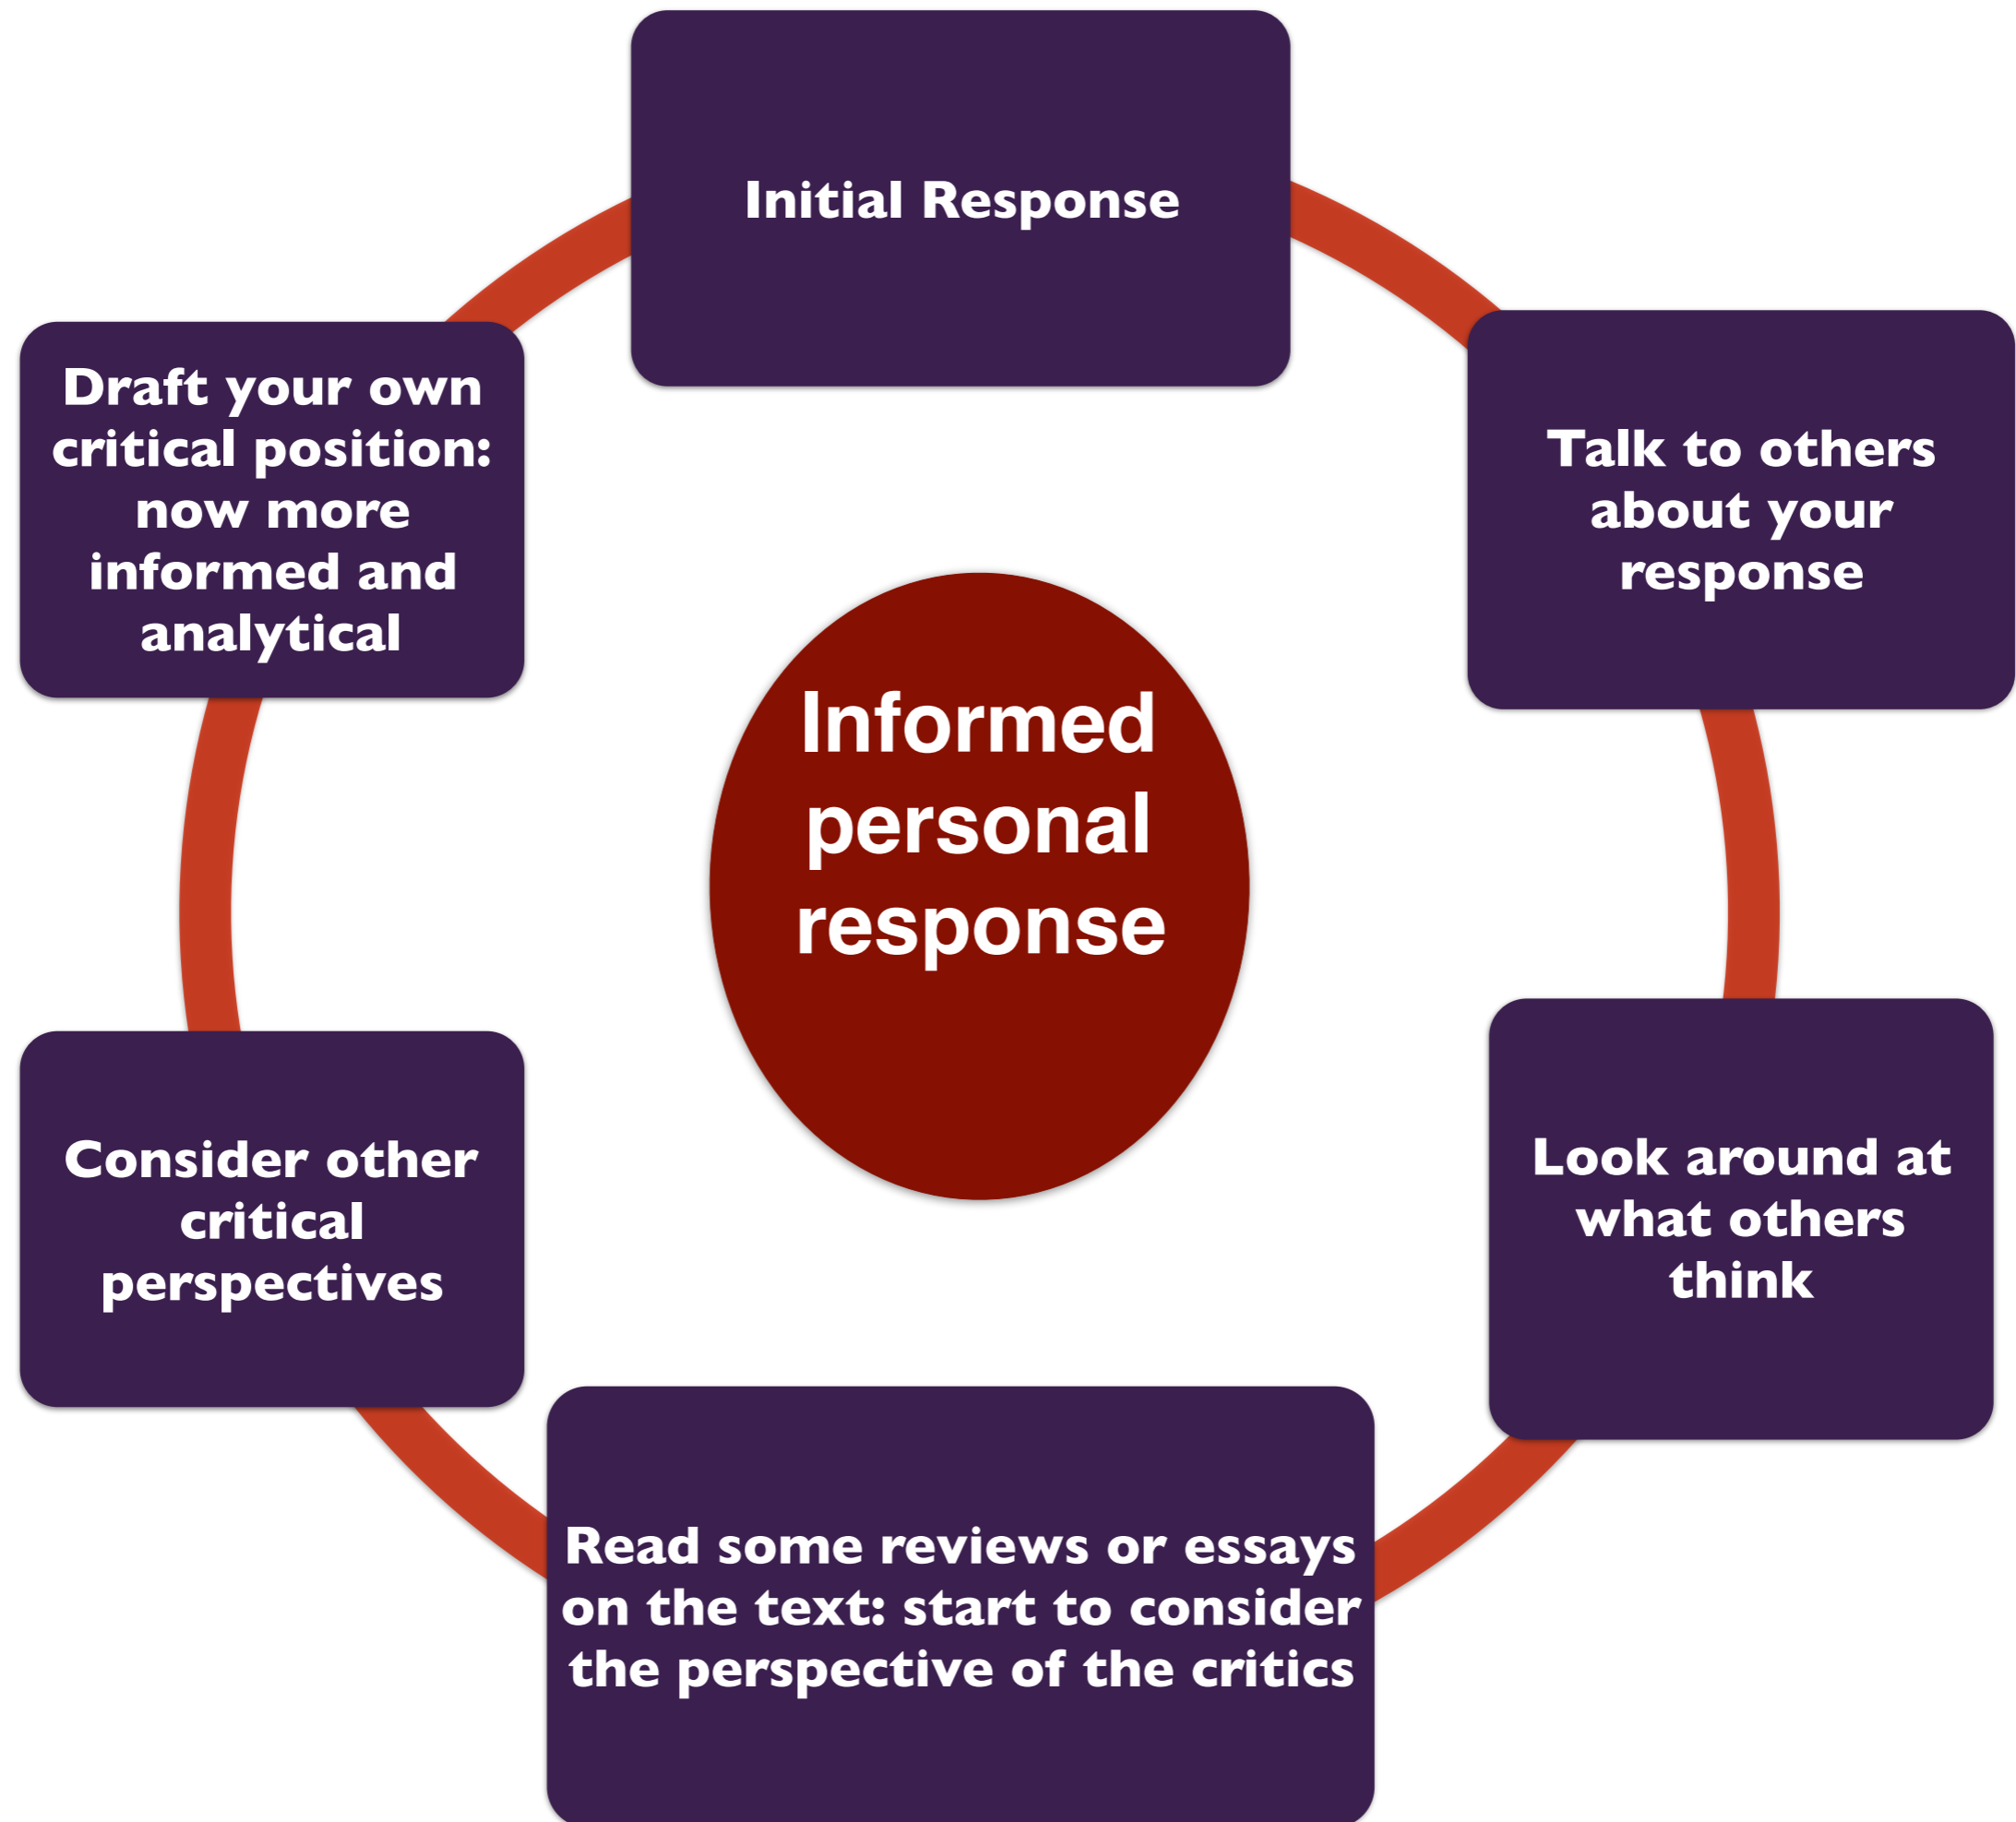 Initial Response
Talk to others
about your
response
Look around at
what others
think
Read some reviews or essays
on the text: start to consider
the perspective of the critics
Consider other
critical
perspectives
Draft your own
critical position:
now more
informed and
analytical
Informed
personal
response